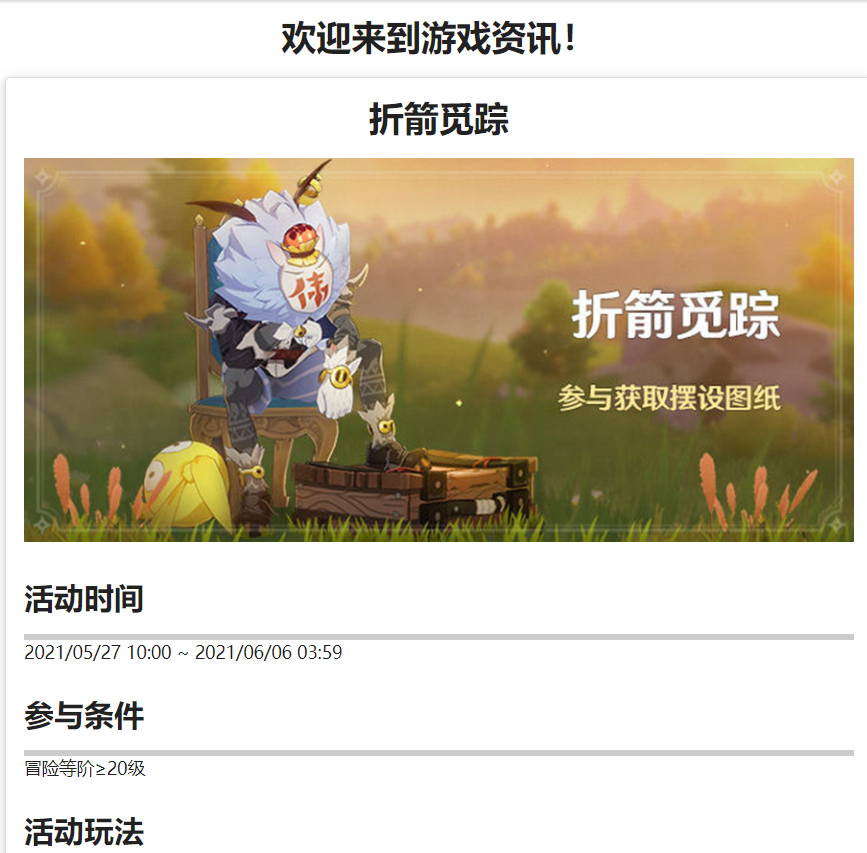 欢迎来到游戏资讯！
折箭觅踪
伟
折箭觅踪
参与获取摆设图纸
活动时间
2021/05/27 10:00 ~ 2021/06/06 03:59
参与条件
冒险等阶≥20级
活动玩法